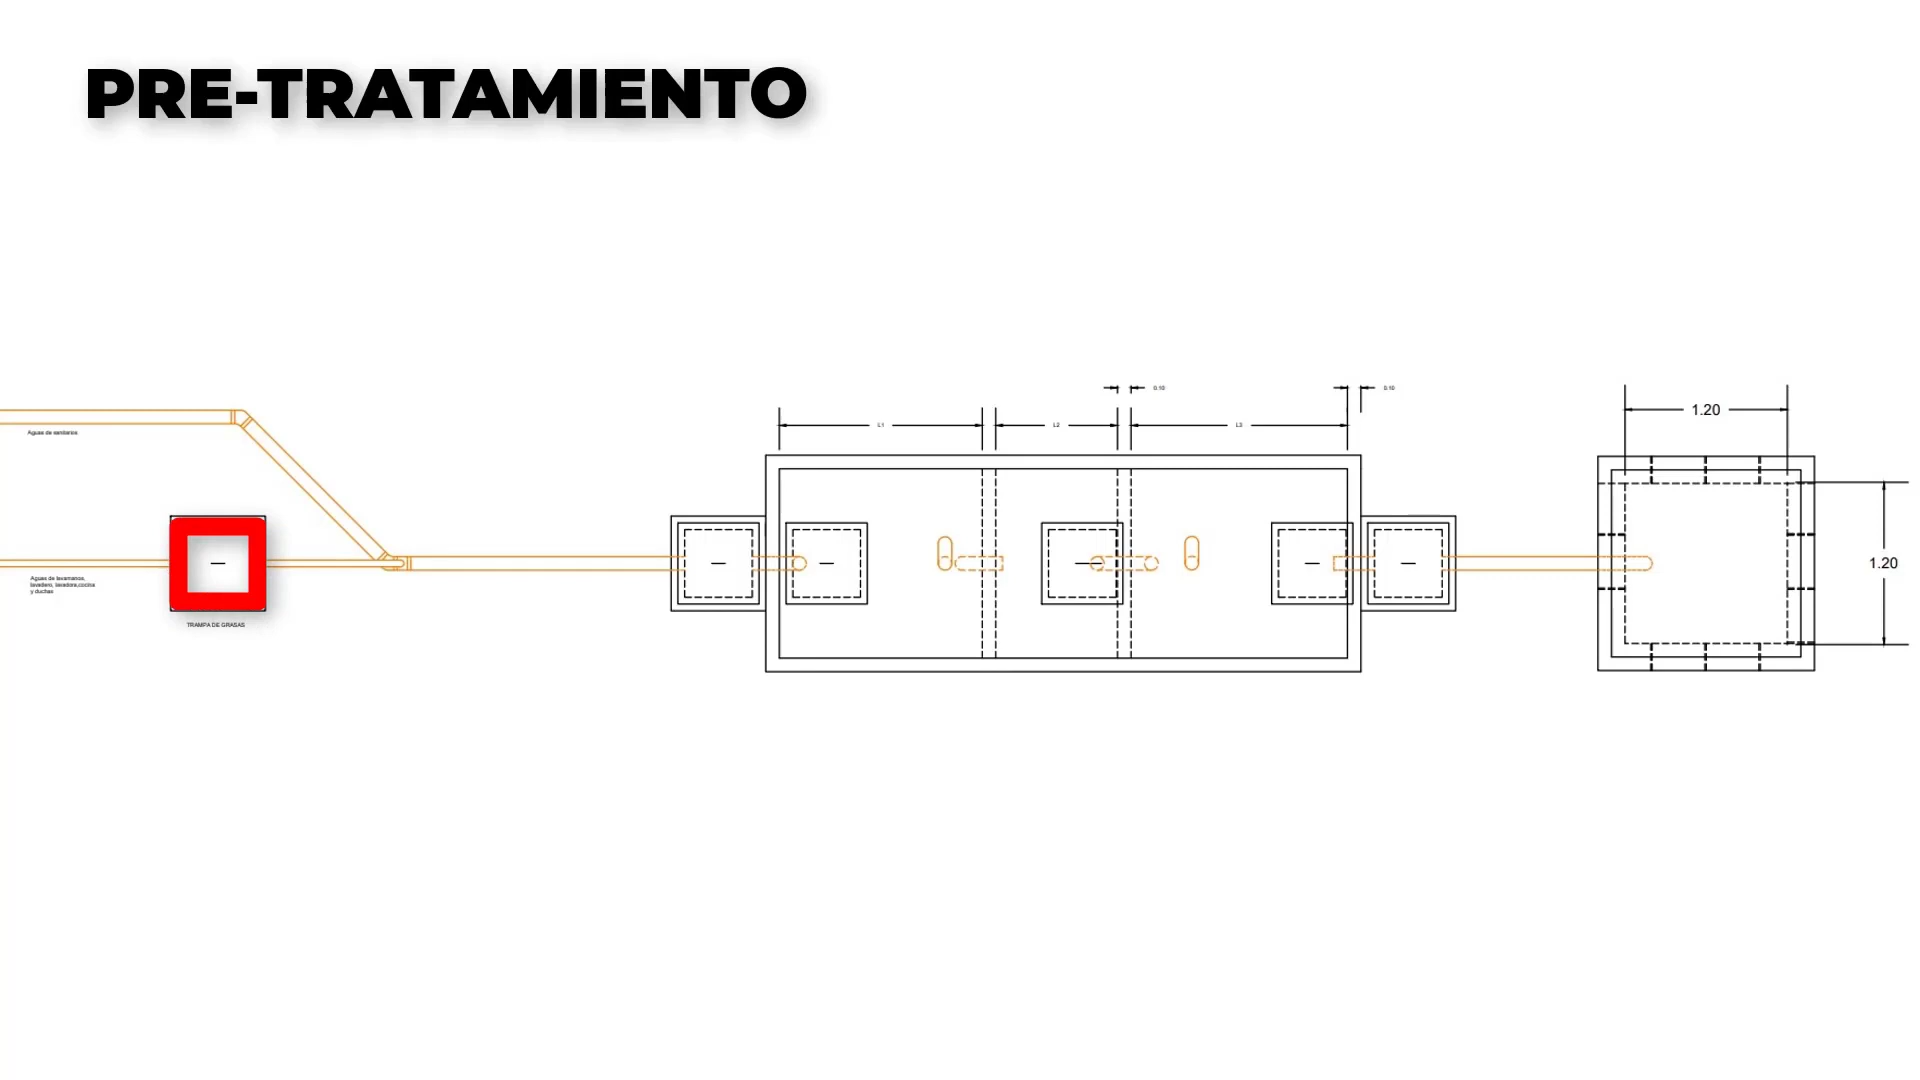 PRE-TRATAMIENTO
0.10
0.10
1.20
L1
L2
L3
Aguas de sanitarios
1.20
Aguas de lavamanos,
lavadero, lavadora,cocina
y duchas
TRAMPA DE GRASAS